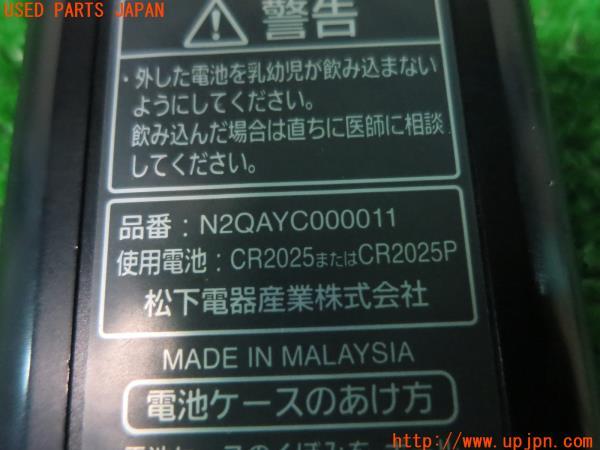 USED PARTS JAPAN
警告
・外した電池を乳幼児が飲み込まない
ようにしてください。
飲み込んだ場合は直ちに医師に相談
してください。
品番：N2QAYC000011
使用電池：CR2025またはCR2025P
松下電器産業株式会社
MADE IN MALAYSIA
電池ケースのあけ方
http://www.upjpn.com